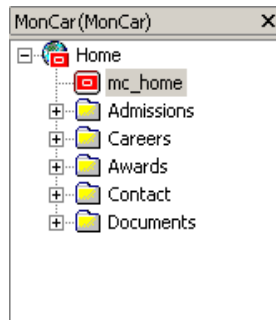 MonCar(MonCar)
Home
mc_home
Admissions
Careers
Awards
Contact
Documents